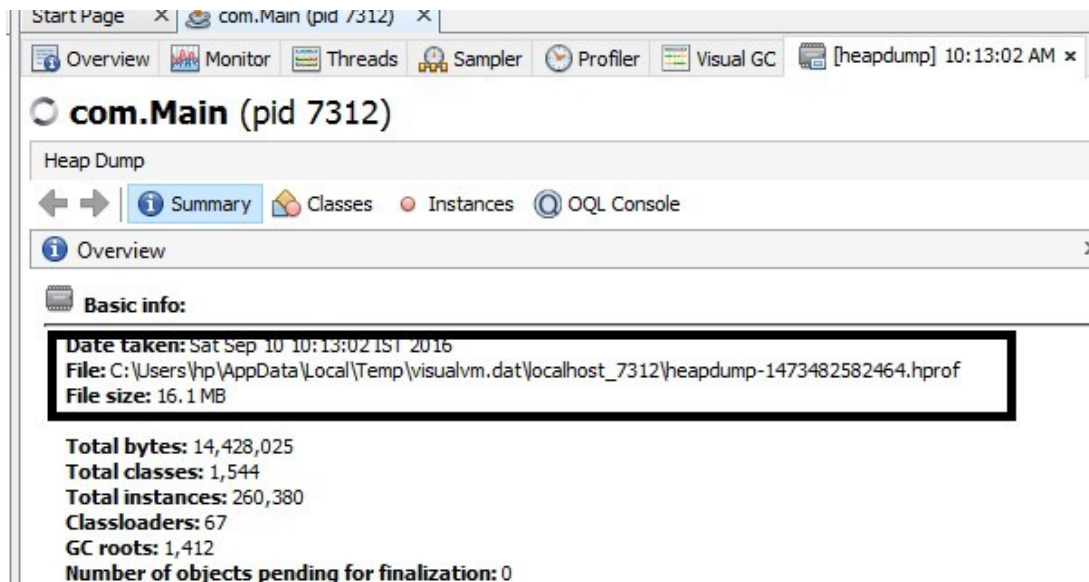 Start Page × com.Main (pid 7312) ×
Overview Monitor Threads Sampler Profiler Visual GC [heapdump] 10:13:02 AM ×
com.Main (pid 7312)
Heap Dump
Summary Classes Instances OQL Console
Overview
Basic info:
Date taken: Sat Sep 10 10:13:02 IST 2016
File: C:\Users\hp\AppData\Local\Temp\visualvm.dat\localhost_7312\heapdump-1473482582464.hprof
File size: 16.1 MB
Total bytes: 14,428,025
Total classes: 1,544
Total instances: 260,380
Classloaders: 67
GC roots: 1,412
Number of objects pending for finalization: 0